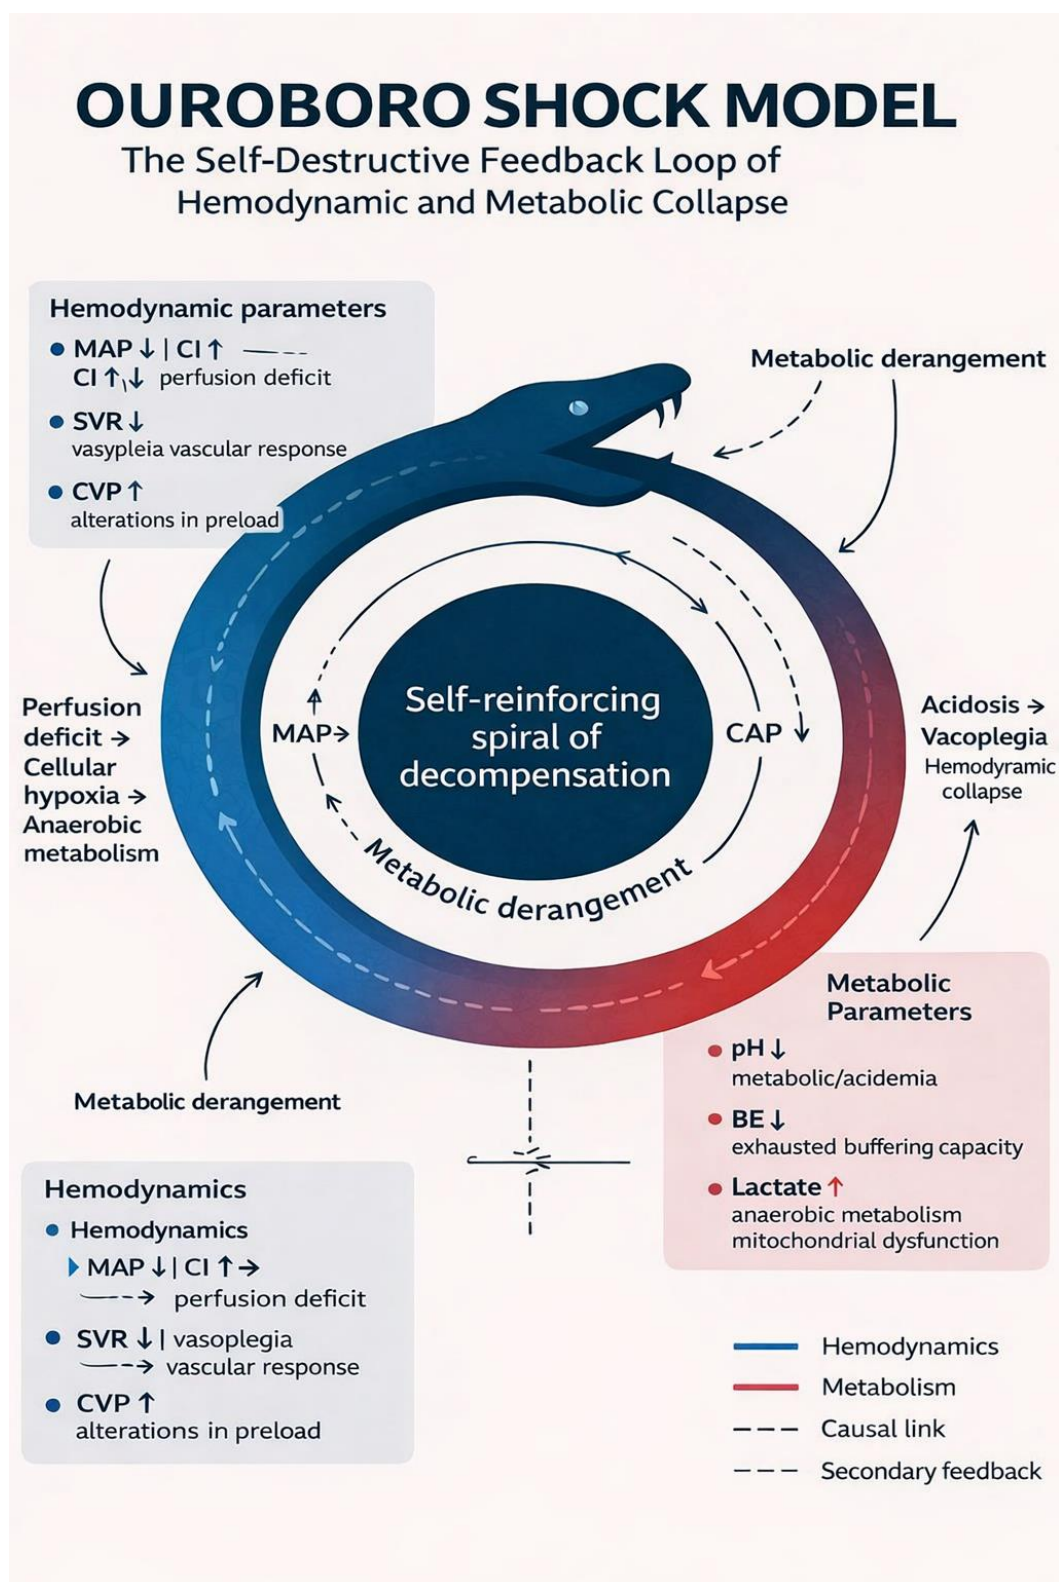 OUROBORO SHOCK MODEL
The Self-Destructive Feedback Loop of
Hemodynamic and Metabolic Collapse
Hemodynamic parameters
• MAP ↓ | CI ↑
CI ↑,↓ perfusion deficit
• SVR ↓
vasypleia vascular response
• CVP ↑
alterations in preload
Metabolic derangement
Perfusion
deficit →
Cellular
hypoxia →
Anaerobic
metabolism
MAP→
Self-reinforcing
spiral of
decompensation
CAP ↓
Metabolic derangement
Acidosis →
Vacoplegia
Hemodyramic
collapse
Metabolic derangement
Metabolic
Parameters
• pH ↓
metabolic/acidemia
• BE ↓
exhausted buffering capacity
• Lactate ↑
anaerobic metabolism
mitochondrial dysfunction
Hemodynamics
• Hemodynamics
MAP ↓ | CI ↑ →
perfusion deficit
• SVR ↓ | vasoplegia
vascular response
• CVP ↑
alterations in preload
Hemodynamics
Metabolism
Causal link
Secondary feedback